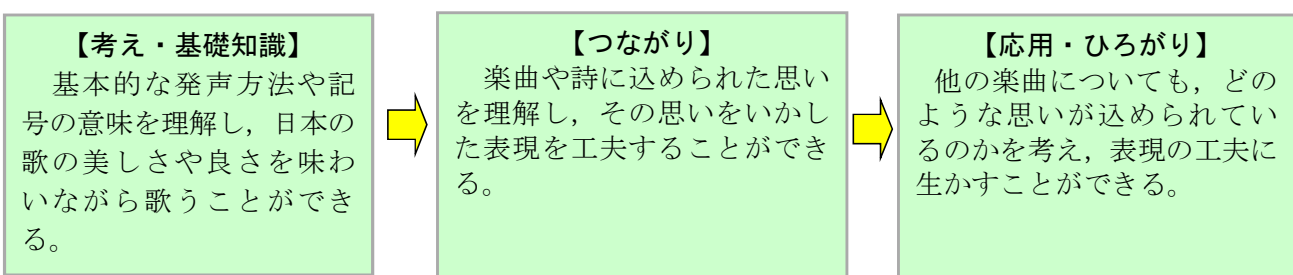 【考え・基礎知識】
基本的な発声方法や記
号の意味を理解し，日本の
歌の美しさや良さを味わ
いながら歌うことができ
る。
【つながり】
楽曲や詩に込められた思い
を理解し，その思いをいかし
た表現を工夫することができ
る。
【応用・ひろがり】
他の楽曲についても，どの
ような思いが込められてい
るのかを考え，表現の工夫に
生かすことができる。